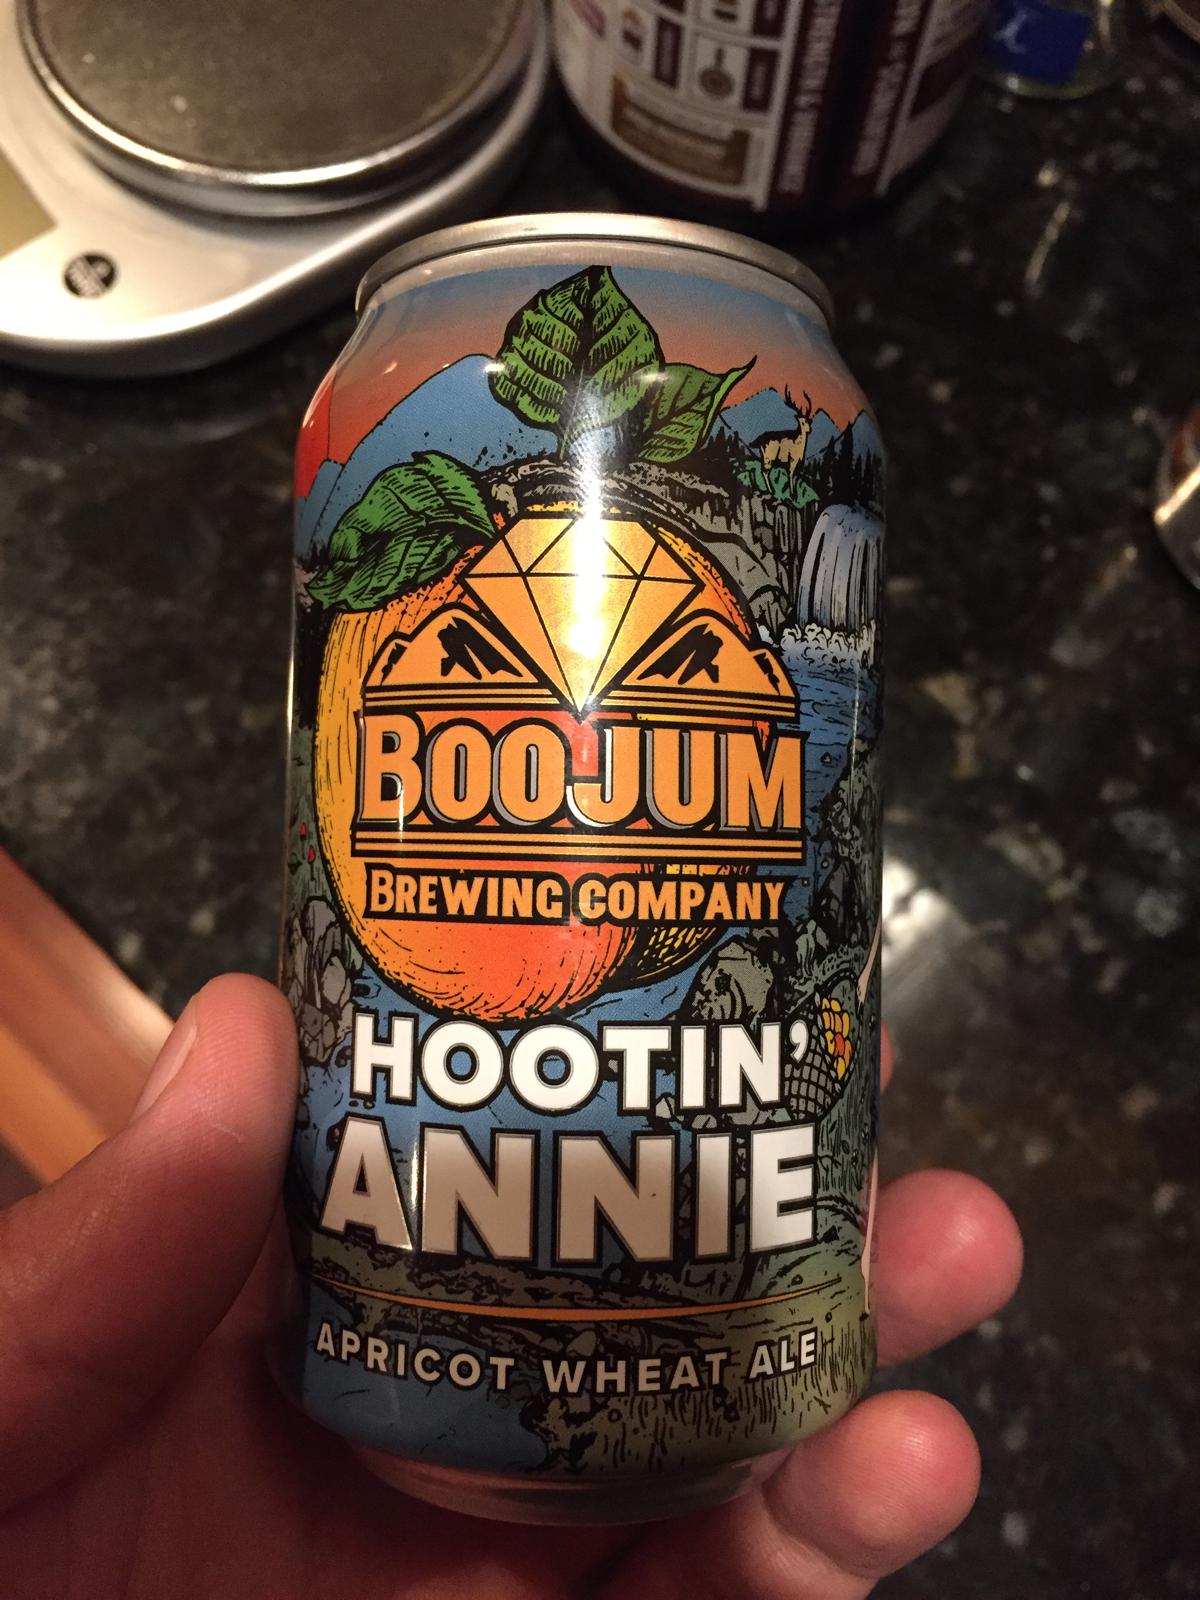 BOOJUM
BREWING COMPANY
HOOTIN'
ANNIE
APRICOT WHEAT ALE